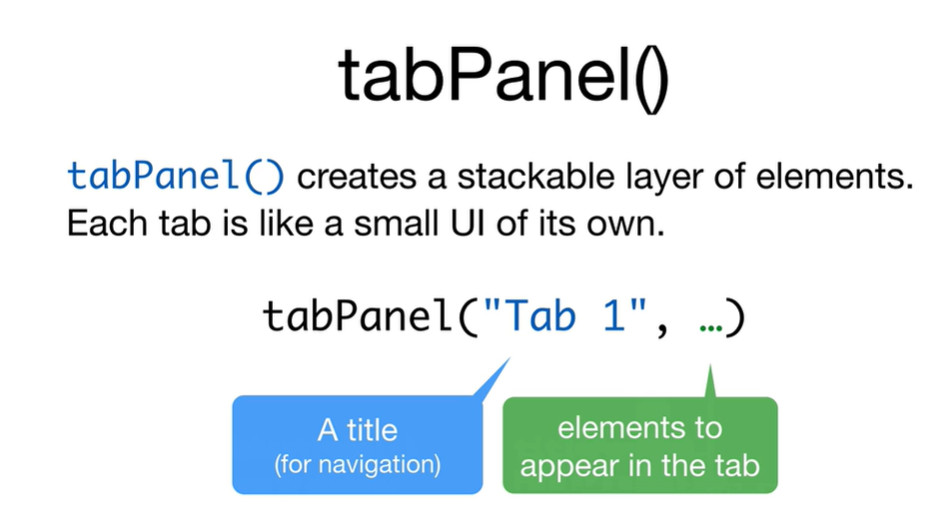 tabPanel()
tabPanel() creates a stackable layer of elements.
Each tab is like a small UI of its own.
tabPanel("Tab 1", …)
A title
(for navigation)
elements to
appear in the tab